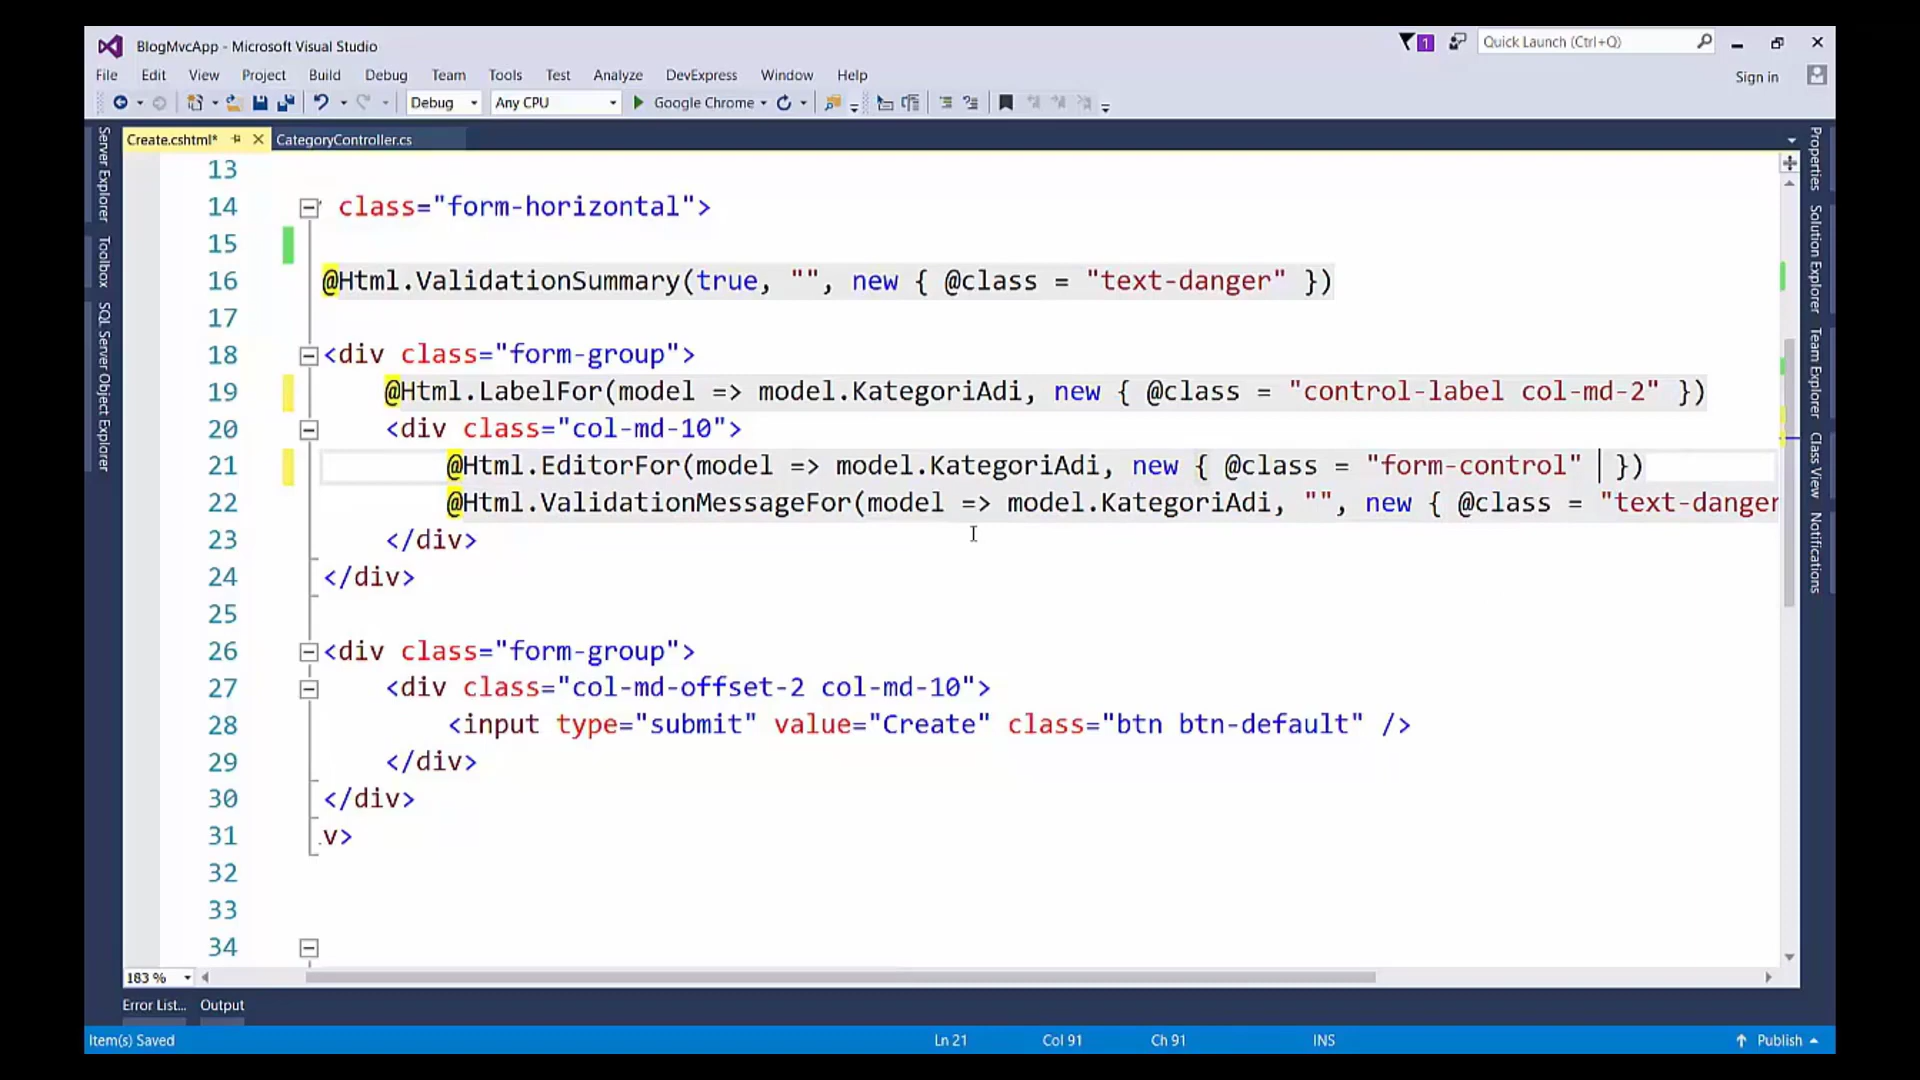 BlogMvcApp - Microsoft Visual Studio
1
Quick Launch (Ctrl+Q)
File Edit View Project Build Debug Team Tools Test Analyze DevExpress Window Help
Sign in
Debug Any CPU Google Chrome
Create.cshtml* CategoryController.cs
Server Explorer
Toolbox
SQL Server Object Explorer
13
14 class="form-horizontal">
15
16 @Html.ValidationSummary(true, "", new { @class = "text-danger" })
17
18 <div class="form-group">
19 @Html.LabelFor(model => model.KategoriAdi, new { @class = "control-label col-md-2" })
20 <div class="col-md-10">
21 @Html.EditorFor(model => model.KategoriAdi, new { @class = "form-control" })
22 @Html.ValidationMessageFor(model => model.KategoriAdi, "", new { @class = "text-danger
23 </div>
24 </div>
25
26 <div class="form-group">
27 <div class="col-md-offset-2 col-md-10">
28 <input type="submit" value="Create" class="btn btn-default" />
29 </div>
30 </div>
31 v>
32
33
34
Properties
Solution Explorer
Team Explorer
Class View
Notifications
183 %
Error List... Output
Item(s) Saved Ln 21 Col 91 Ch 91 INS Publish